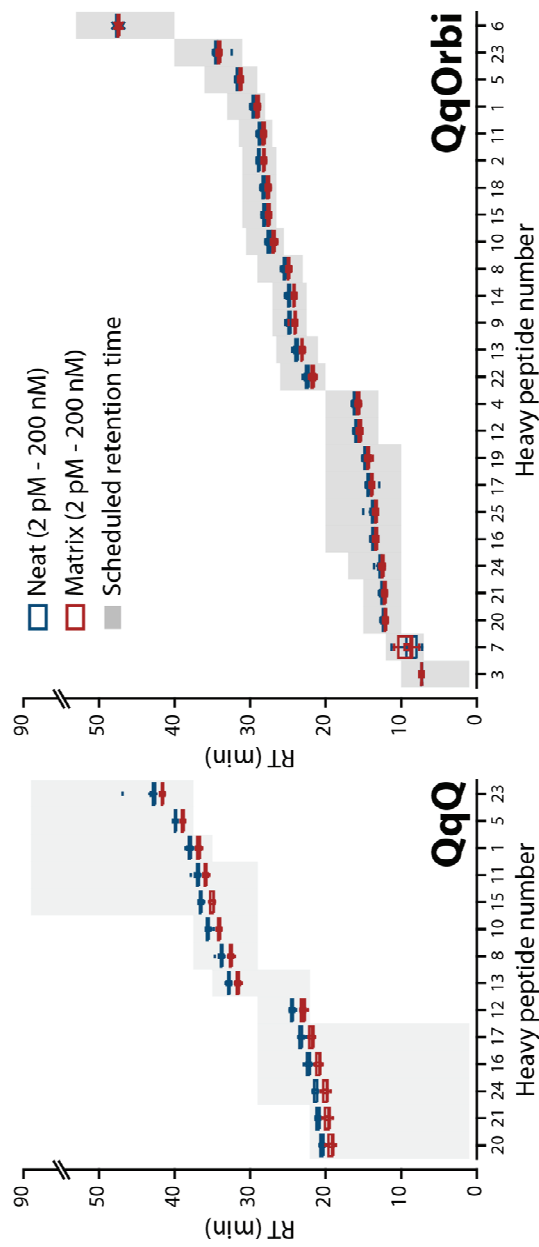 90
50
40
30
20
10
0
RT (min)
20 21 24 16 17 12 13 8 10 15 11 1 5 23
Heavy peptide number
QqQ
90
50
40
30
20
10
0
RT (min)
Neat (2 pM - 200 nM)
Matrix (2 pM - 200 nM)
Scheduled retention time
3 7 20 21 24 16 25 17 19 12 4 22 13 9 14 8 10 15 18 2 11 1 5 23 6
Heavy peptide number
QqOrbi